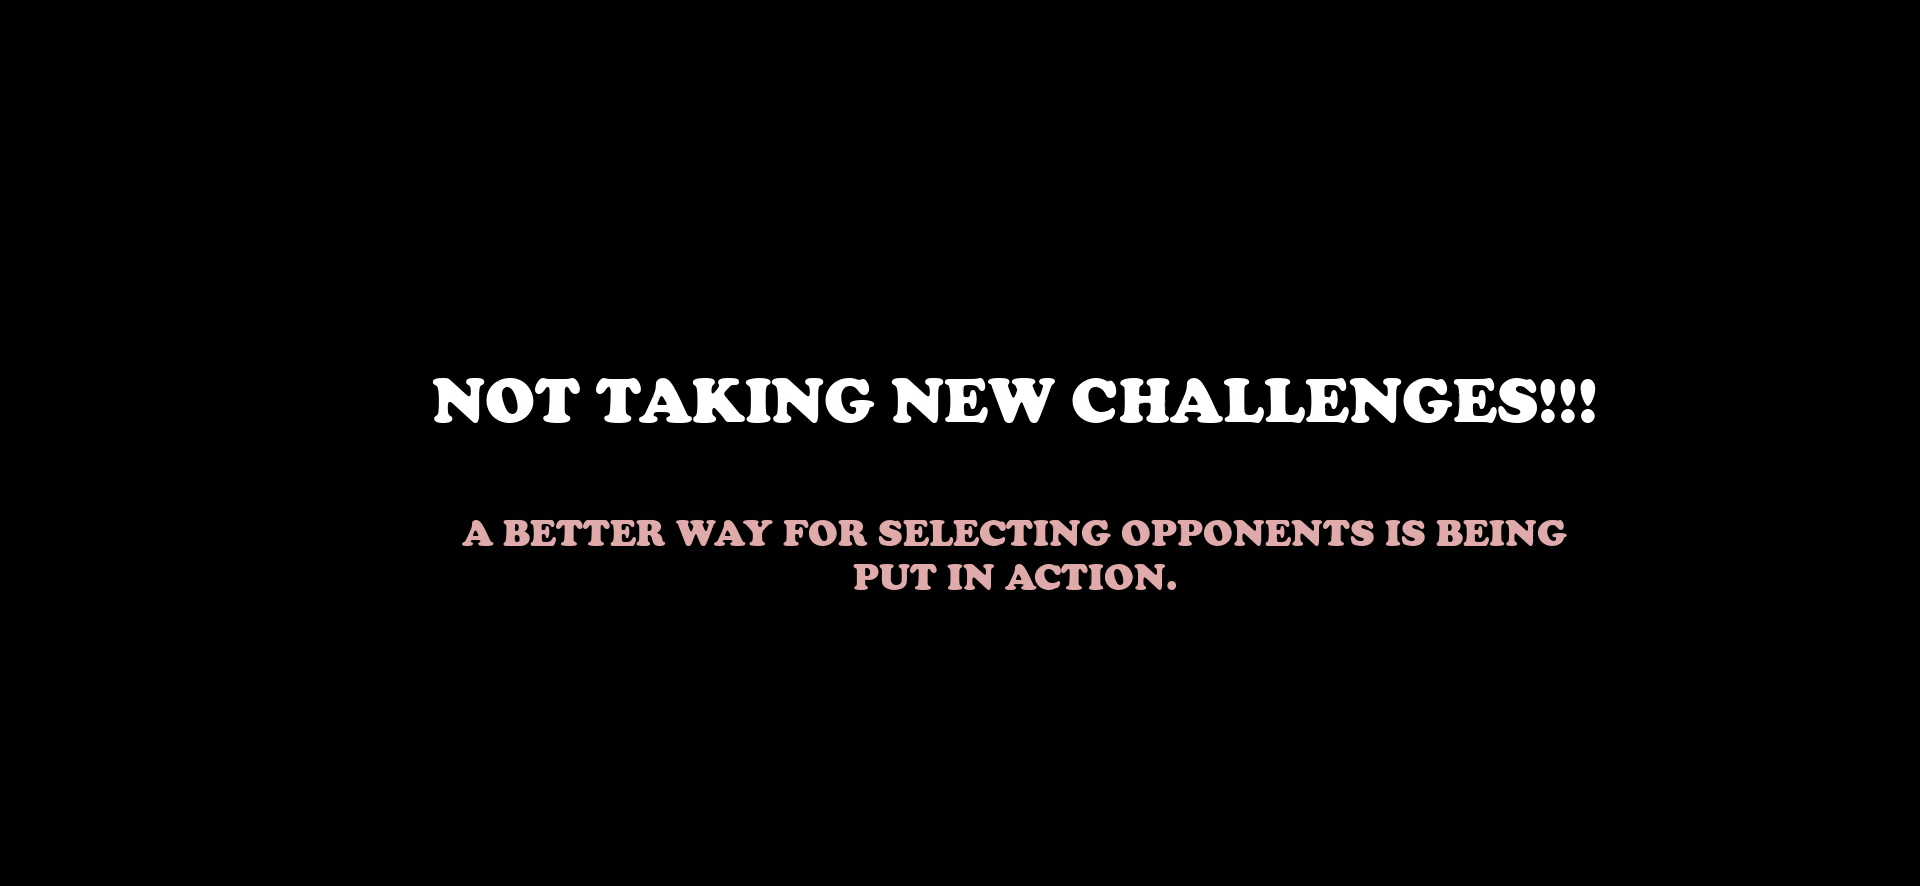 NOT TAKING NEW CHALLENGES!!!
A BETTER WAY FOR SELECTING OPPONENTS IS BEING
PUT IN ACTION.